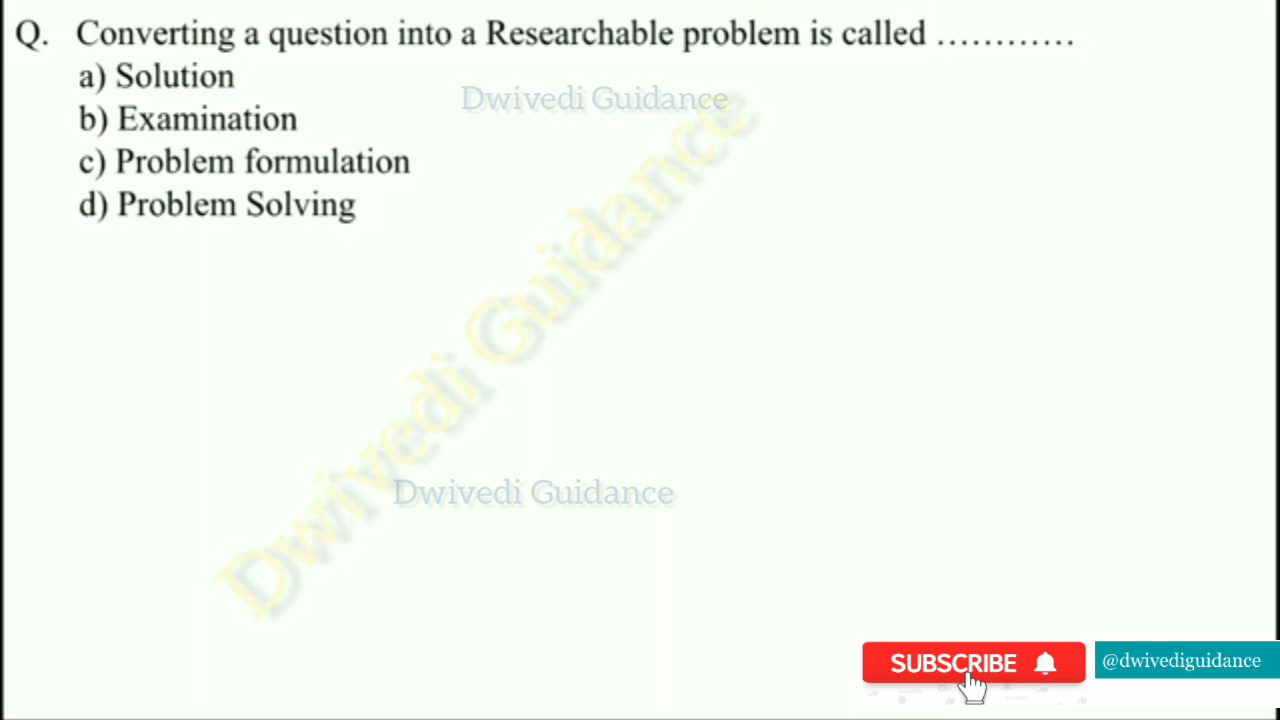 Q. Converting a question into a Researchable problem is called …………
a) Solution
Dwivedi Guidance
b) Examination
c) Problem formulation
d) Problem Solving
Dwivedi Guidance
Dwivedi Guidance
SUBSCRIBE
@dwivediguidance